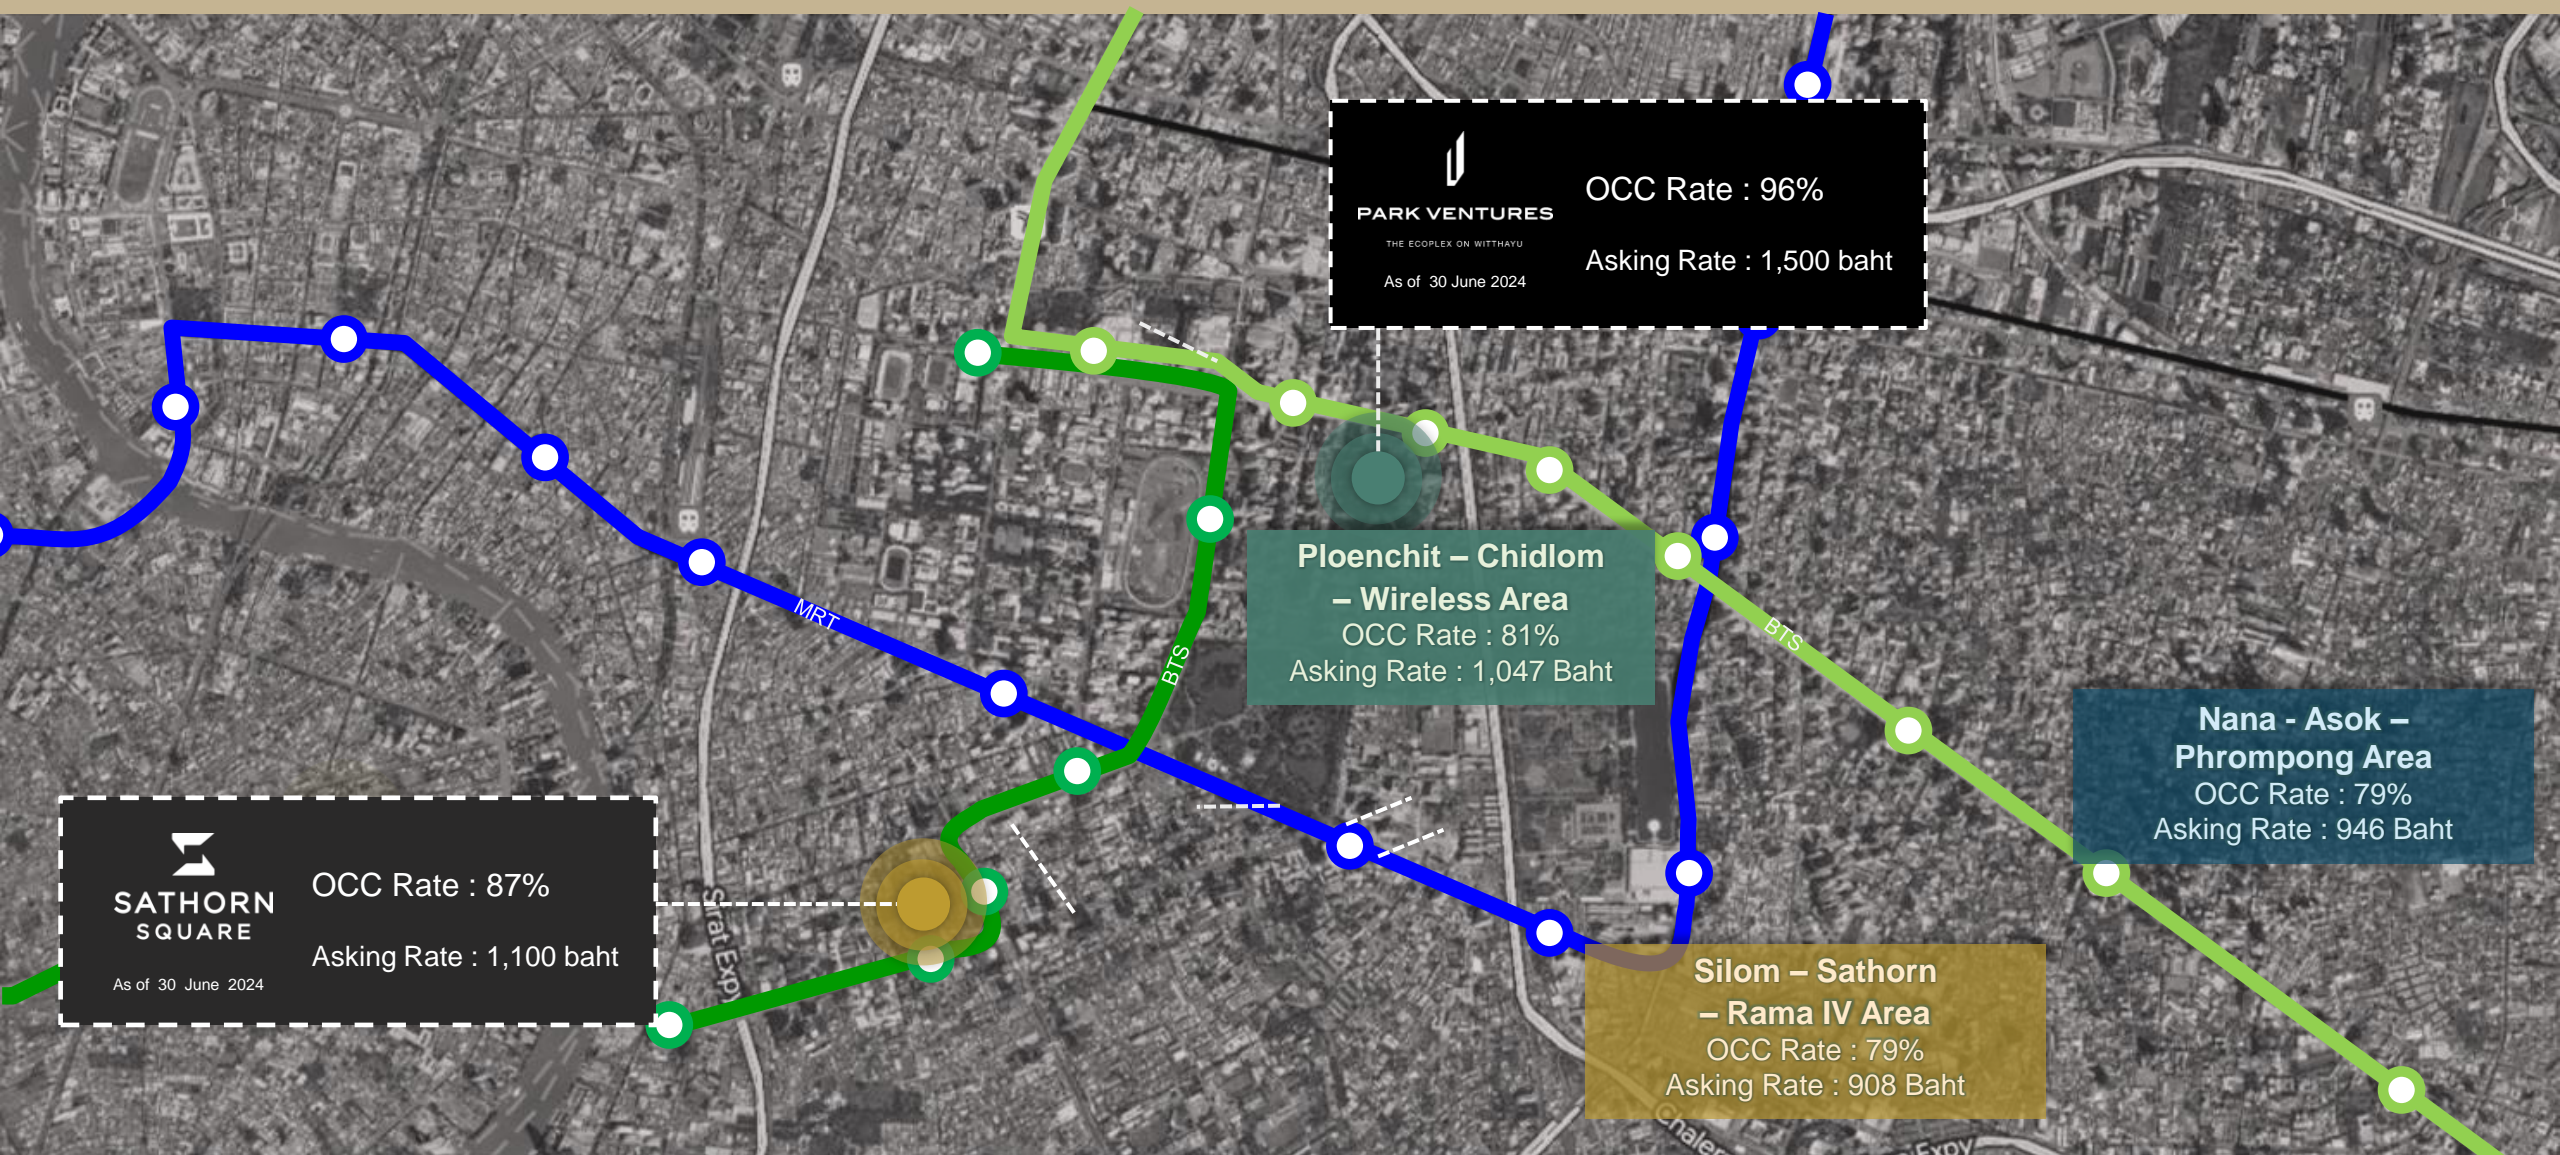 PARK VENTURES
THE ECOPLEX ON WITTHAYU
As of 30 June 2024
OCC Rate : 96%
Asking Rate : 1,500 baht
Ploenchit – Chidlom
– Wireless Area
OCC Rate : 81%
Asking Rate : 1,047 Baht
MRT
BTS
BTS
Nana - Asok –
Phrompong Area
OCC Rate : 79%
Asking Rate : 946 Baht
SATHORN
SQUARE
As of 30 June 2024
OCC Rate : 87%
Asking Rate : 1,100 baht
Sirat Expy
Silom – Sathorn
– Rama IV Area
OCC Rate : 79%
Asking Rate : 908 Baht
Expy